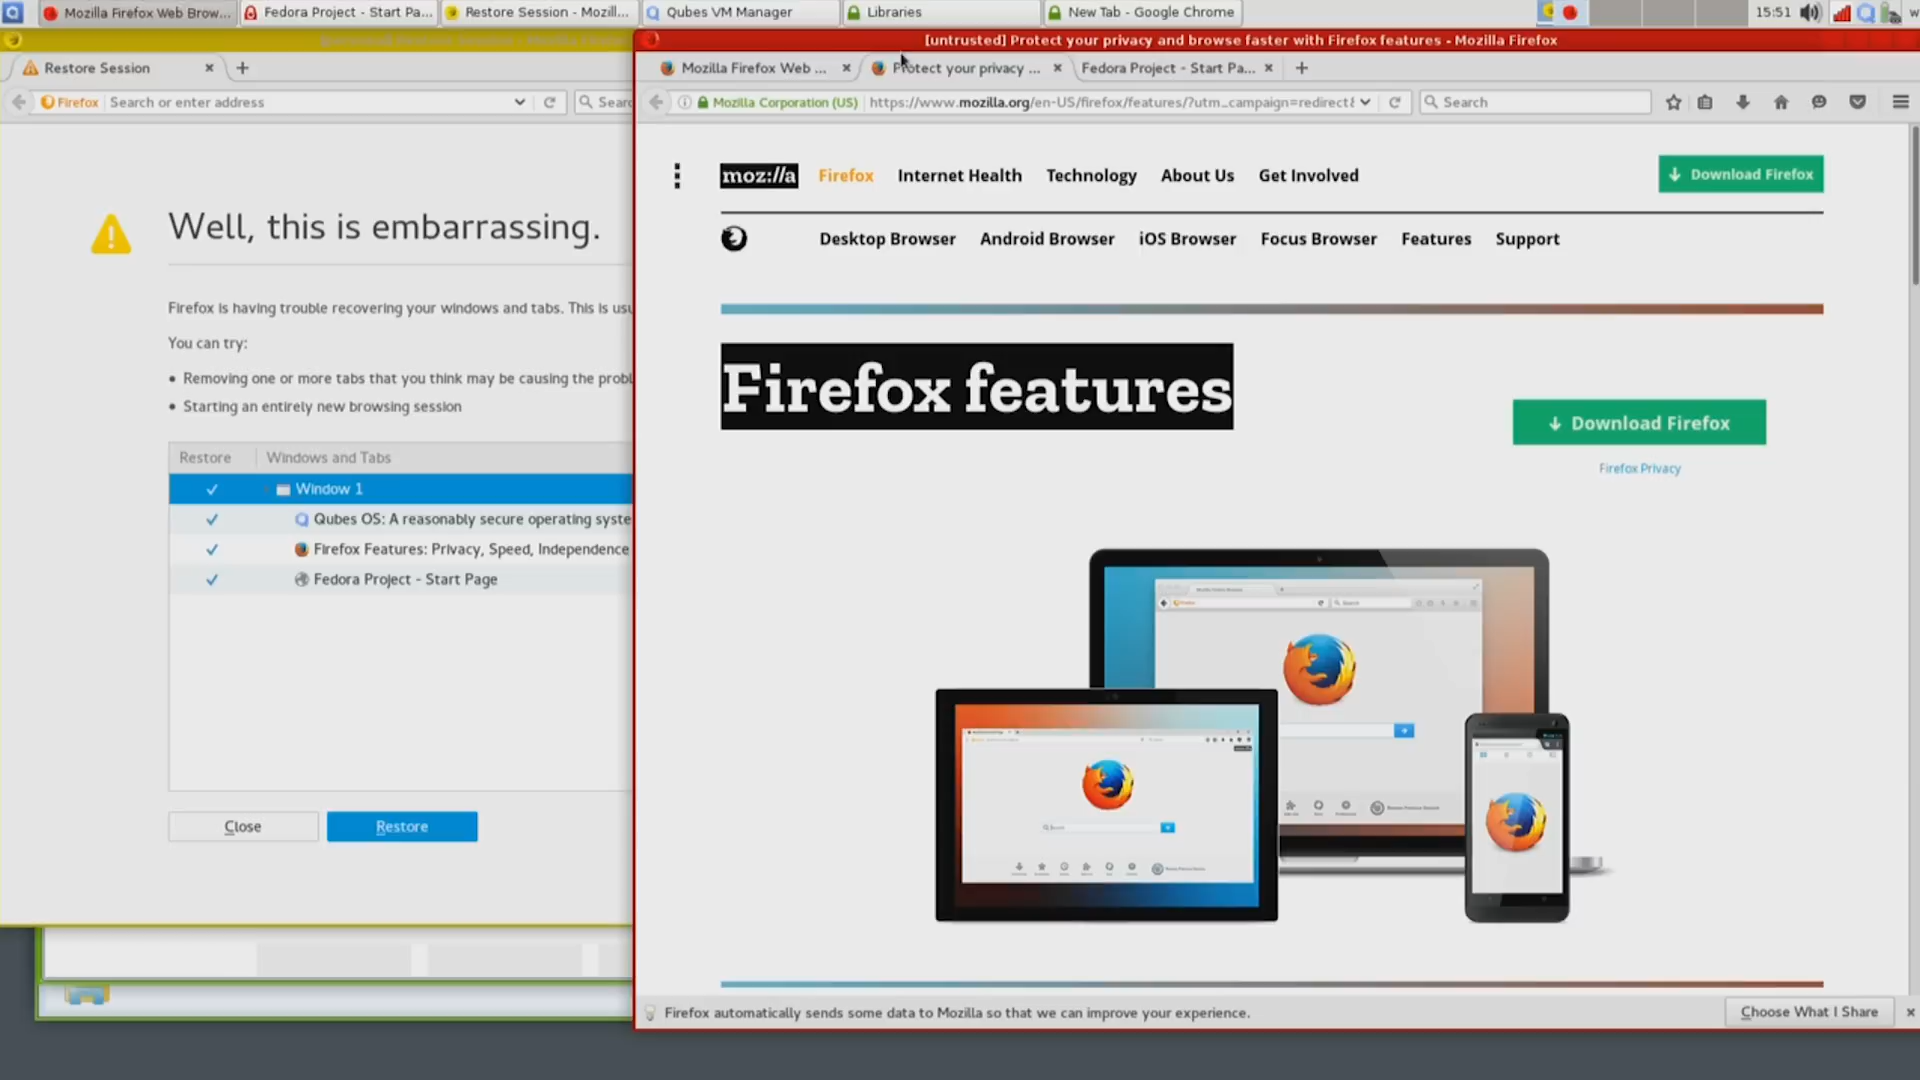 Mozilla Firefox Web Brow...
Fedora Project - Start Pa...
Restore Session - Mozill...
Qubes VM Manager
Libraries
New Tab - Google Chrome
15:51
[untrusted] Protect your privacy and browse faster with Firefox features - Mozilla Firefox
Restore Session
Mozilla Firefox Web ...
Protect your privacy ...
Fedora Project - Start Pa...
Firefox
Search or enter address
Sear
Mozilla Corporation (US)
https://www.mozilla.org/en-US/firefox/features/?utm_campaign=redirect&
Search
moz://a
Firefox
Internet Health
Technology
About Us
Get Involved
Download Firefox
Desktop Browser
Android Browser
iOS Browser
Focus Browser
Features
Support
Well, this is embarrassing.
Firefox is having trouble recovering your windows and tabs. This is usu
You can try:
• Removing one or more tabs that you think may be causing the probl
• Starting an entirely new browsing session
Restore
Windows and Tabs
Window 1
Qubes OS: A reasonably secure operating syste
Firefox Features: Privacy, Speed, Independence
Fedora Project - Start Page
Close
Restore
Firefox features
Download Firefox
Firefox Privacy
Firefox automatically sends some data to Mozilla so that we can improve your experience.
Choose What I Share